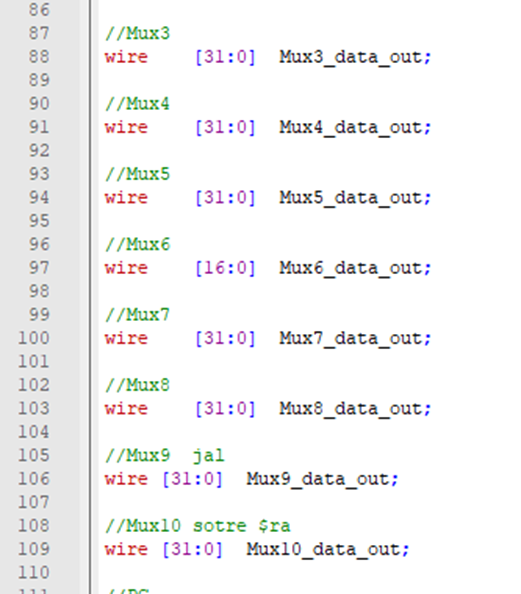 86
87 //Mux3
88 wire [31:0] Mux3_data_out;
89
90 //Mux4
91 wire [31:0] Mux4_data_out;
92
93 //Mux5
94 wire [31:0] Mux5_data_out;
95
96 //Mux6
97 wire [16:0] Mux6_data_out;
98
99 //Mux7
100 wire [31:0] Mux7_data_out;
101
102 //Mux8
103 wire [31:0] Mux8_data_out;
104
105 //Mux9 jal
106 wire [31:0] Mux9_data_out;
107
108 //Mux10 sotre $ra
109 wire [31:0] Mux10_data_out;
110